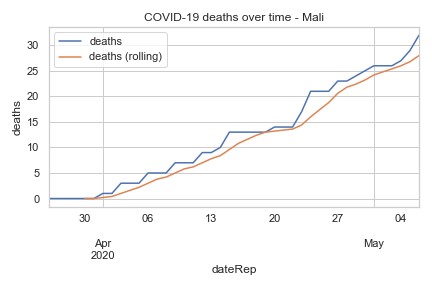 COVID-19 deaths over time - Mali
deaths
deaths (rolling)
deaths
30
25
20
15
10
5
0
30 06 13 20 27 04
Apr May
2020
dateRep